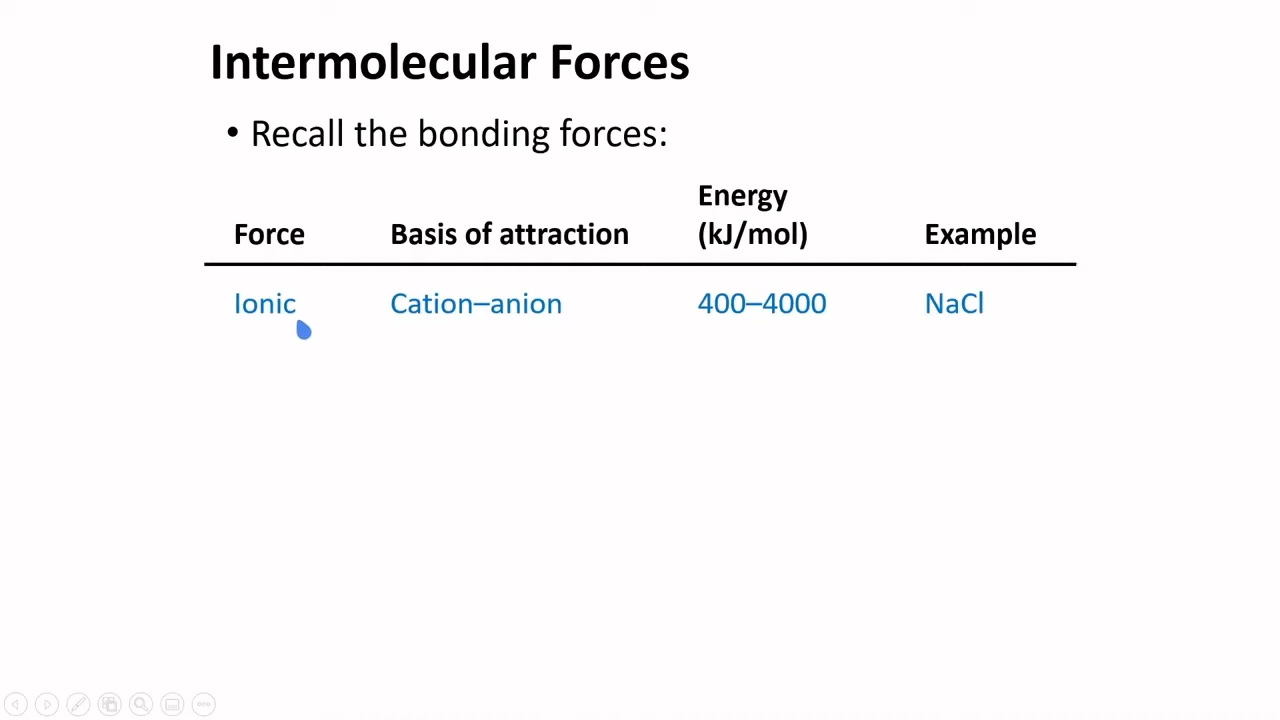 Intermolecular Forces
• Recall the bonding forces:
Force Basis of attraction Energy (kJ/mol) Example
Ionic Cation–anion 400–4000 NaCl